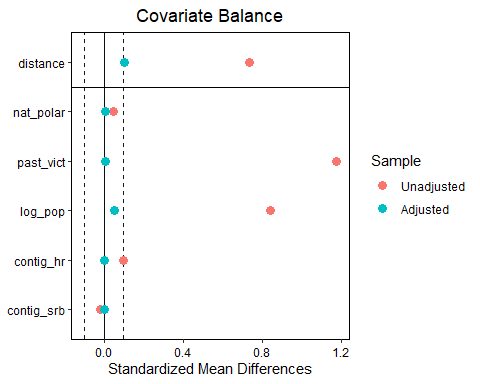 Covariate Balance
distance
nat_polar
past_vict
log_pop
contig_hr
contig_srb
0.0 0.4 0.8 1.2
Standardized Mean Differences
Sample
Unadjusted
Adjusted